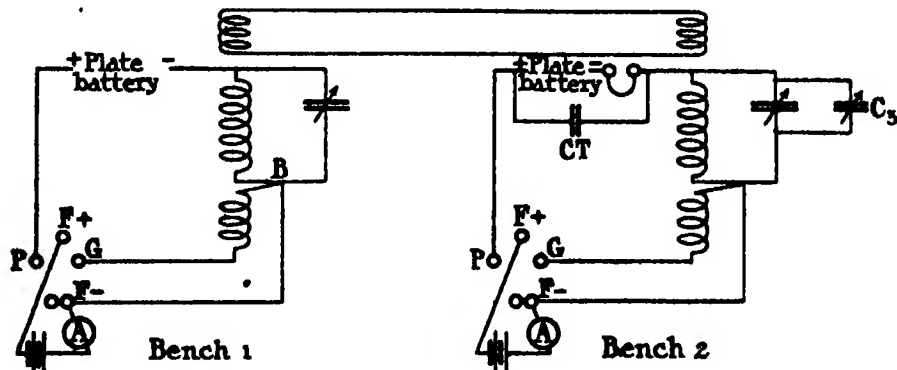 + Plate -
battery
+ Plate =
battery
CT
C3
B
F+
P
G
F-
A
Bench 1
F+
P
G
F-
A
Bench 2